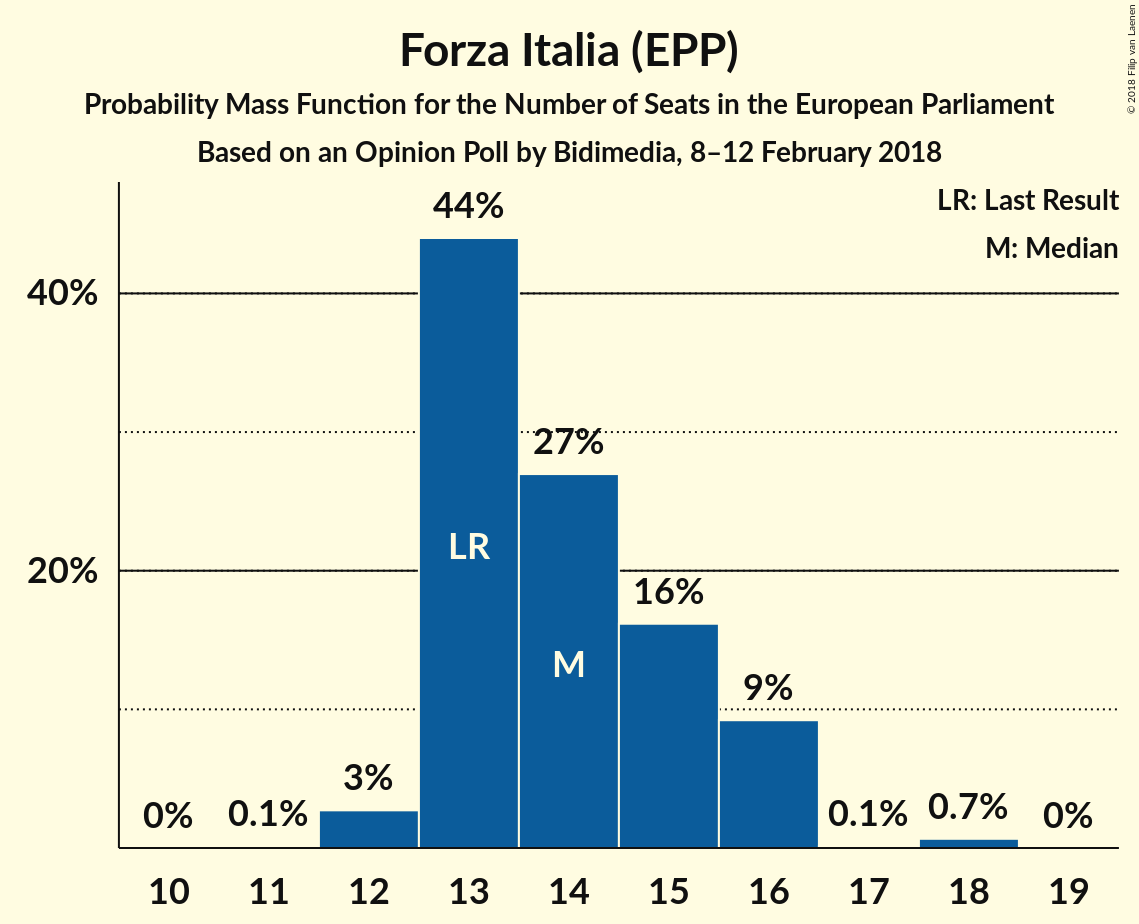 Forza Italia (EPP)
Probability Mass Function for the Number of Seats in the European Parliament
Based on an Opinion Poll by Bidimedia, 8–12 February 2018
© 2018 Filip van Laenen
LR: Last Result
M: Median
44%
40%
27%
LR
20%
16%
M
9%
3%
0%
0.1%
0.1%
0.7%
0%
10 11 12 13 14 15 16 17 18 19